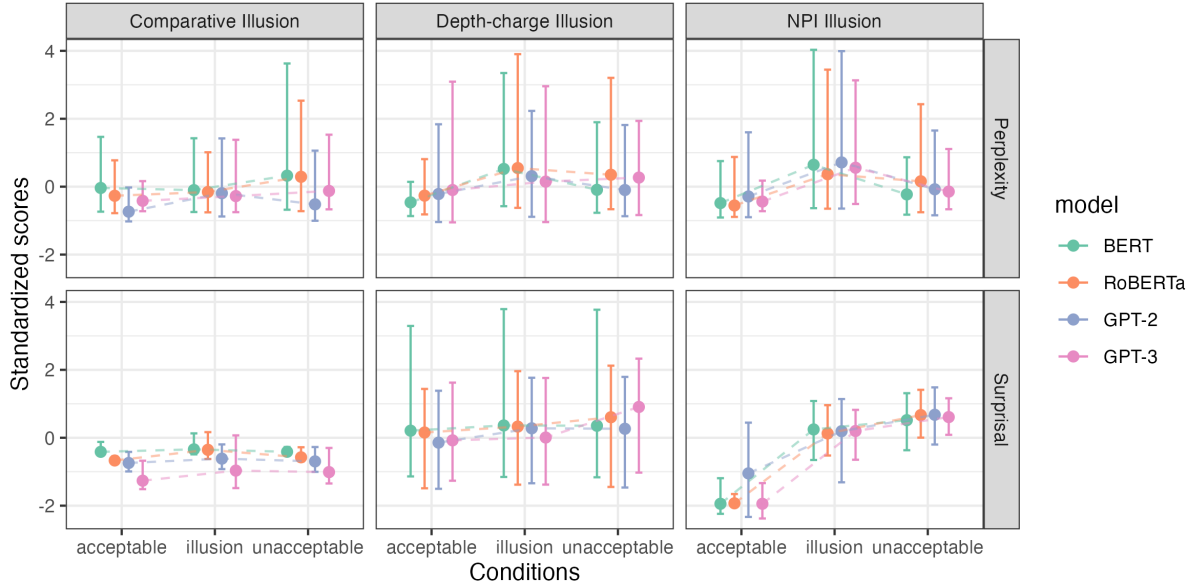 Comparative Illusion Depth-charge Illusion NPI Illusion
Standardized scores
4
2
0
-2
Perplexity
4
2
0
-2
Surprisal
acceptable illusion unacceptable acceptable illusion unacceptable acceptable illusion unacceptable
Conditions
model
BERT
RoBERTa
GPT-2
GPT-3